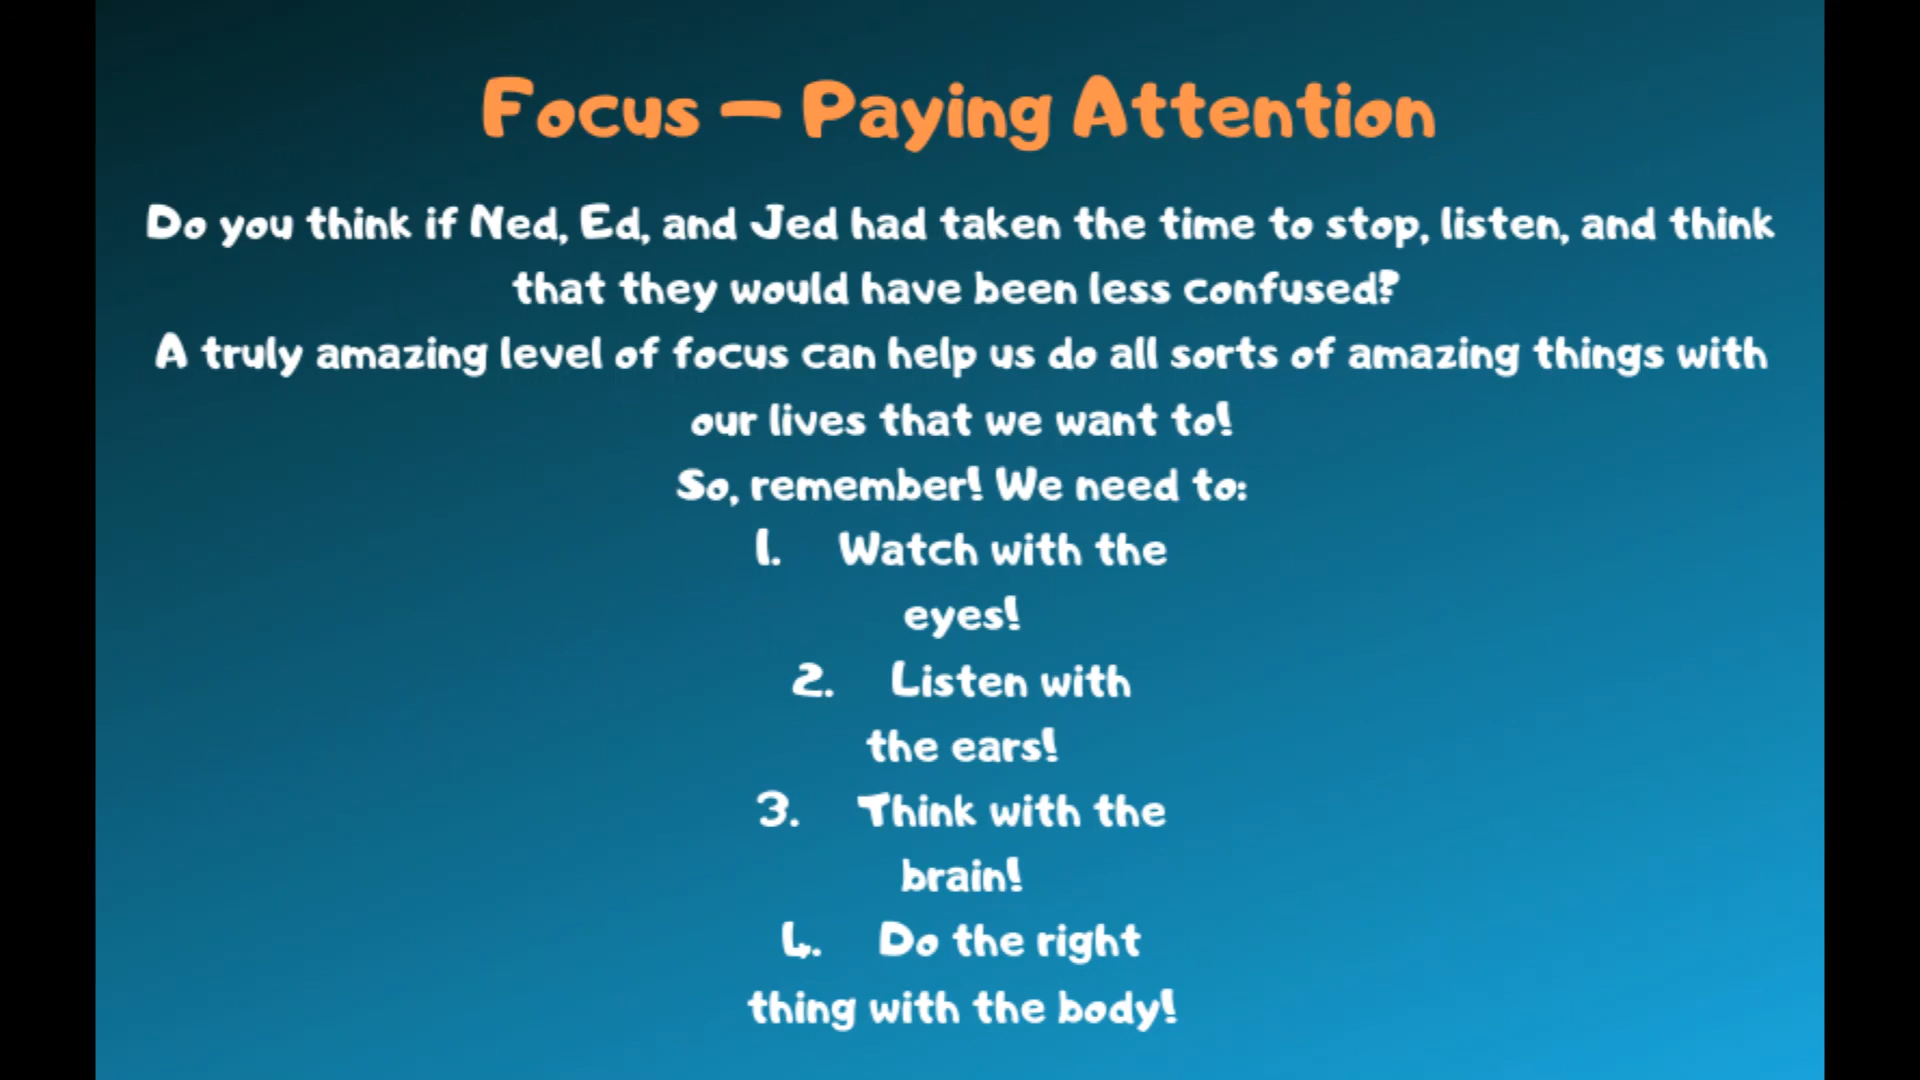 Focus – Paying Attention
Do you think if Ned, Ed, and Jed had taken the time to stop, listen, and think
that they would have been less confused?
A truly amazing level of focus can help us do all sorts of amazing things with
our lives that we want to!
So, remember! We need to:
1. Watch with the
eyes!
2. Listen with
the ears!
3. Think with the
brain!
4. Do the right
thing with the body!